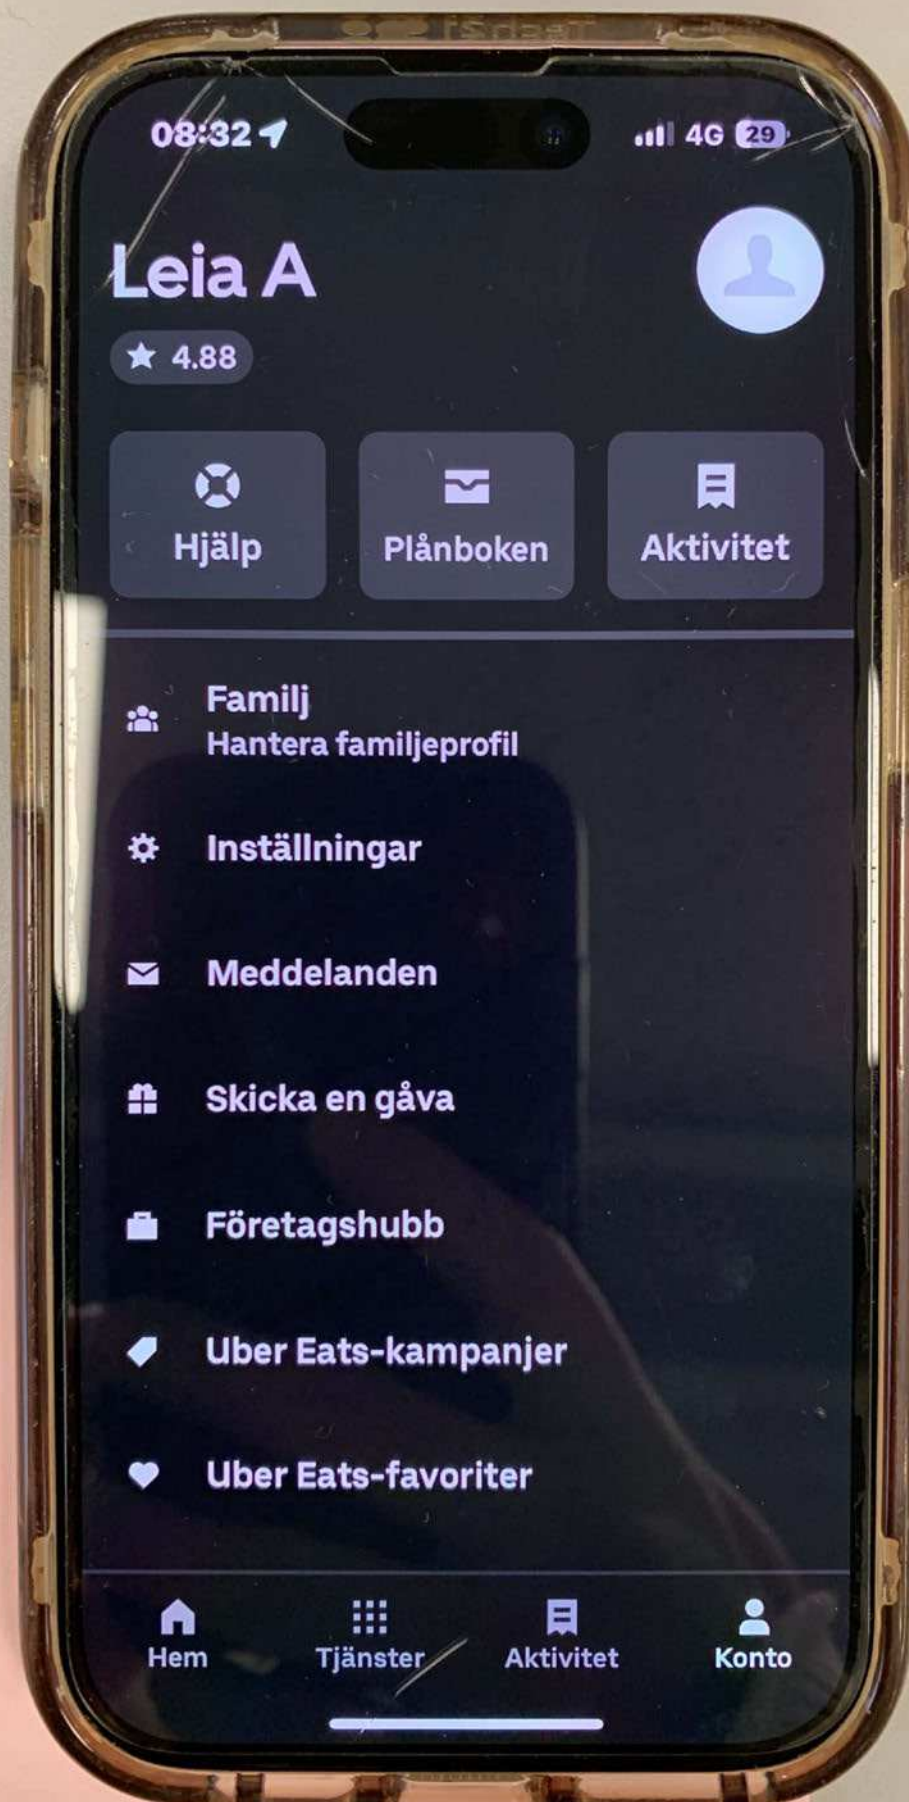 08:32
4G 29
Leia A
4.88
Hjälp
Plånboken
Aktivitet
Familj
Hantera familjeprofil
Inställningar
Meddelanden
Skicka en gåva
Företagshubb
Uber Eats-kampanjer
Uber Eats-favoriter
Hem
Tjänster
Aktivitet
Konto